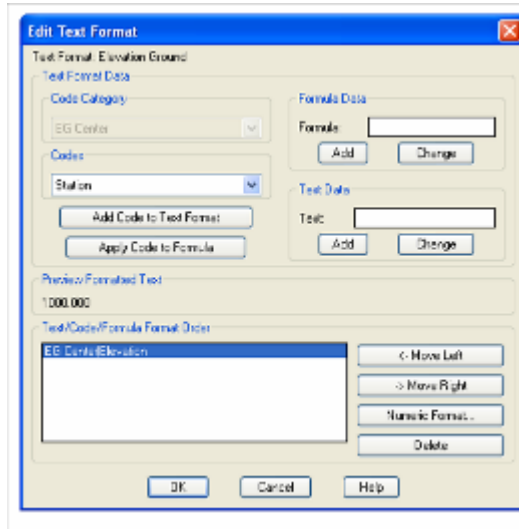 Edit Text Format
Text Format: Elevation Ground
Text Format Data
Code Category
EG Center
Codes
Station
Add Code to Text Format
Apply Code to Formula
Formula Data
Formula:
Add Change
Text Data
Text:
Add Change
Preview Formatted Text
1000.000
Text/Code/Formula Format Order
EG CenterElevation
<- Move Left
-> Move Right
Numeric Format...
Delete
OK Cancel Help